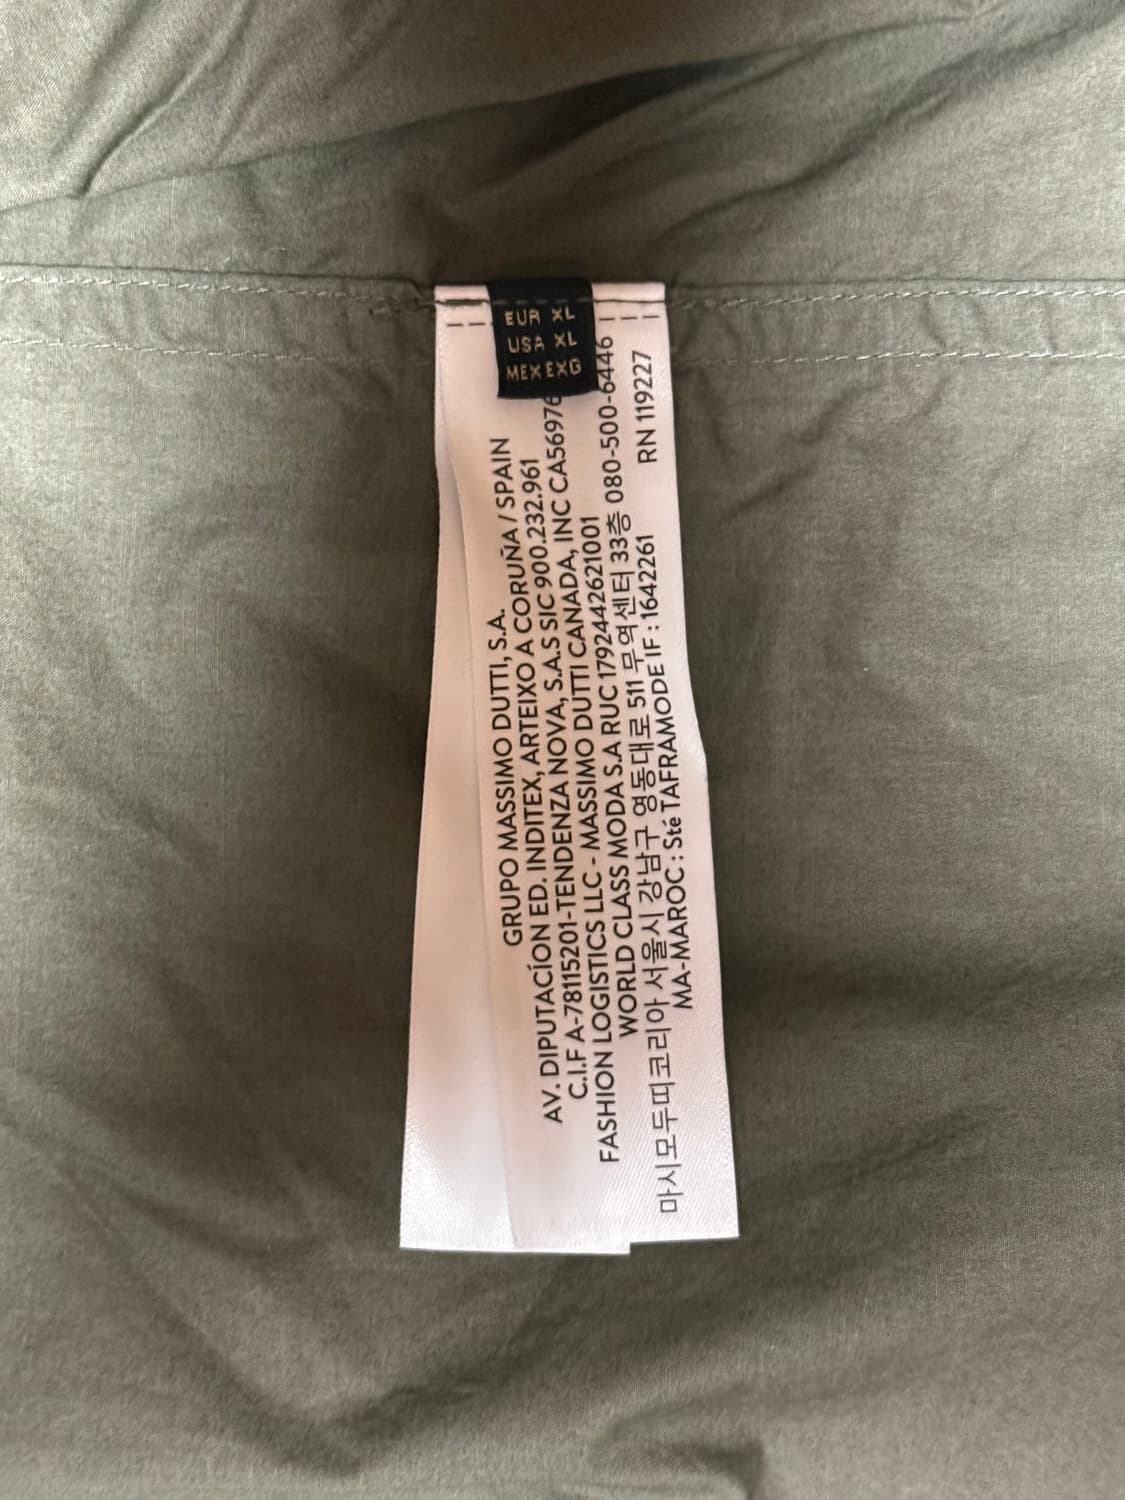 EUR XL
USA XL
MEX EXG
GRUPO MASSIMO DUTTI, S.A.
AV. DIPUTACÍON ED. INDITEX, ARTEIXO A CORUÑA / SPAIN
C.I.F A-78115201-TENDENZA NOVA, S.A.S SIC 900.232.961
FASHION LOGISTICS LLC - MASSIMO DUTTI CANADA, INC CA56976
WORLD CLASS MODA S.A RUC 1792442621001
마시모두띠코리아 서울시 강남구 영동대로 511 무역센터 33층 080-500-6446
MA-MAROC : Sté TAFRAMODE IF : 1642261 RN 119227